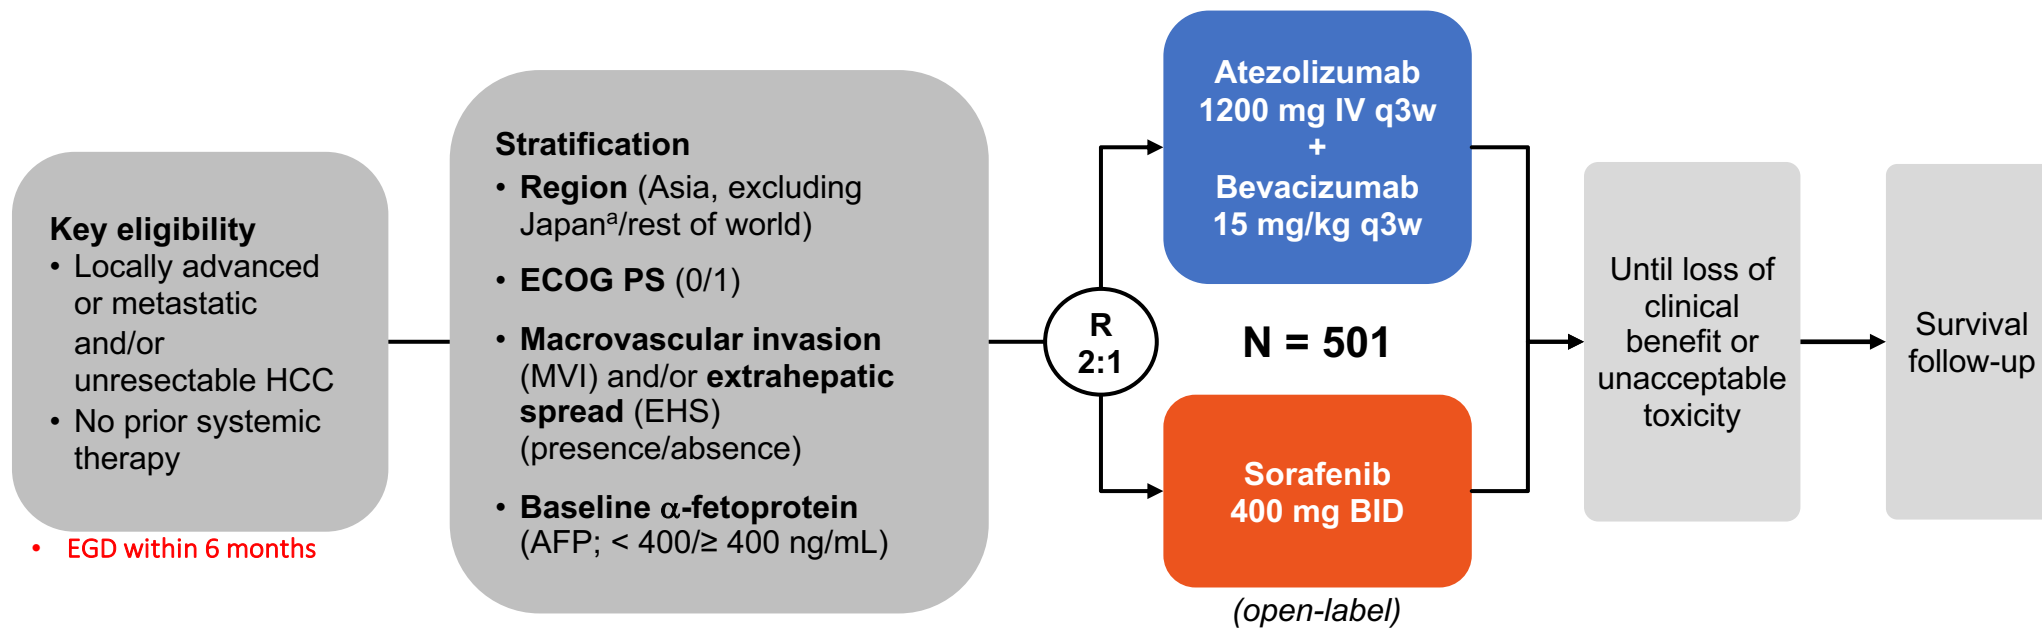 Key eligibility
• Locally advanced
or metastatic
and/or
unresectable HCC
• No prior systemic
therapy
• EGD within 6 months
Stratification
• Region (Asia, excluding
Japanᵃ/rest of world)
• ECOG PS (0/1)
• Macrovascular invasion
(MVI) and/or extrahepatic
spread (EHS)
(presence/absence)
• Baseline α-fetoprotein
(AFP; < 400/≥ 400 ng/mL)
R
2:1
Atezolizumab
1200 mg IV q3w
+
Bevacizumab
15 mg/kg q3w
N = 501
Sorafenib
400 mg BID
(open-label)
Until loss of
clinical
benefit or
unacceptable
toxicity
Survival
follow-up